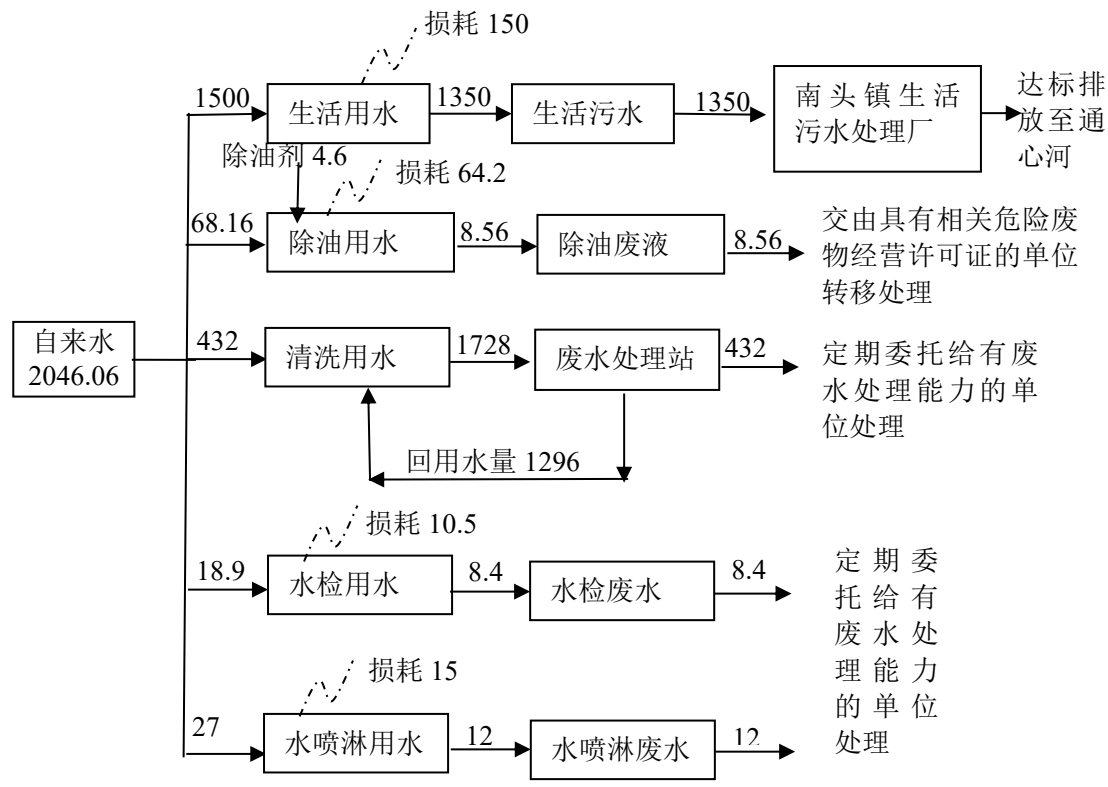 损耗 150
1500
生活用水
1350
生活污水
1350
南头镇生活
污水处理厂
达标排
放至通
心河
除油剂 4.6
损耗 64.2
68.16
除油用水
8.56
除油废液
8.56
交由具有相关危险废
物经营许可证的单位
转移处理
自来水
2046.06
432
清洗用水
1728
废水处理站
432
定期委托给有废
水处理能力的单
位处理
回用水量 1296
损耗 10.5
18.9
水检用水
8.4
水检废水
8.4
定期委
托给有
废水处
理能力
的单位
处理
损耗 15
27
水喷淋用水
12
水喷淋废水
12